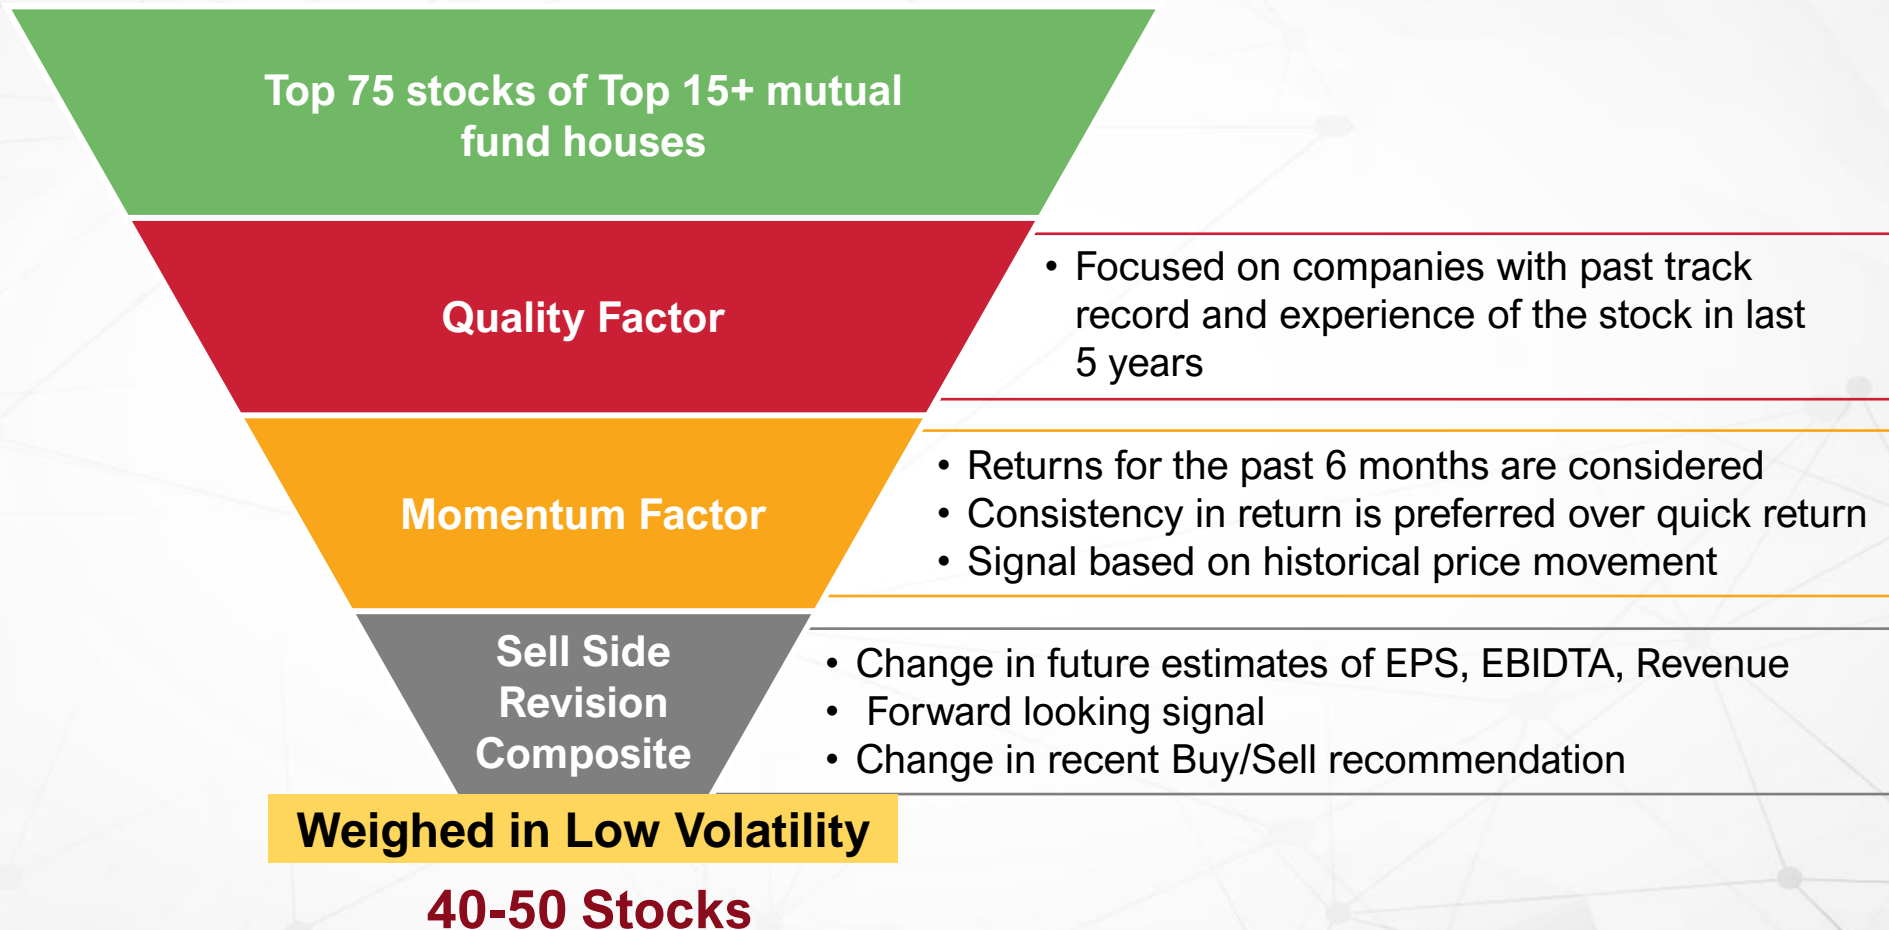 Top 75 stocks of Top 15+ mutual
fund houses
Quality Factor
• Focused on companies with past track
record and experience of the stock in last
5 years
Momentum Factor
• Returns for the past 6 months are considered
• Consistency in return is preferred over quick return
• Signal based on historical price movement
Sell Side
Revision
Composite
• Change in future estimates of EPS, EBIDTA, Revenue
• Forward looking signal
• Change in recent Buy/Sell recommendation
Weighed in Low Volatility
40-50 Stocks